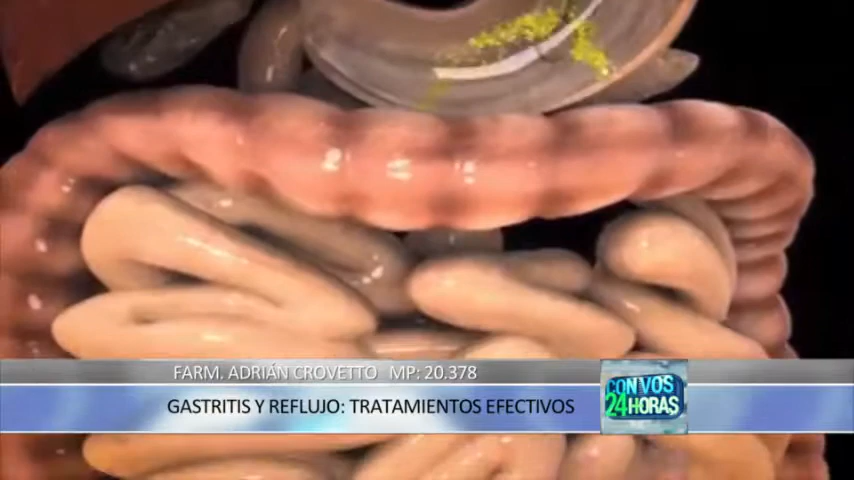 FARM. ADRIÁN CROVETTO MP: 20.378
GASTRITIS Y REFLUJO: TRATAMIENTOS EFECTIVOS
CON VOS
24 HORAS